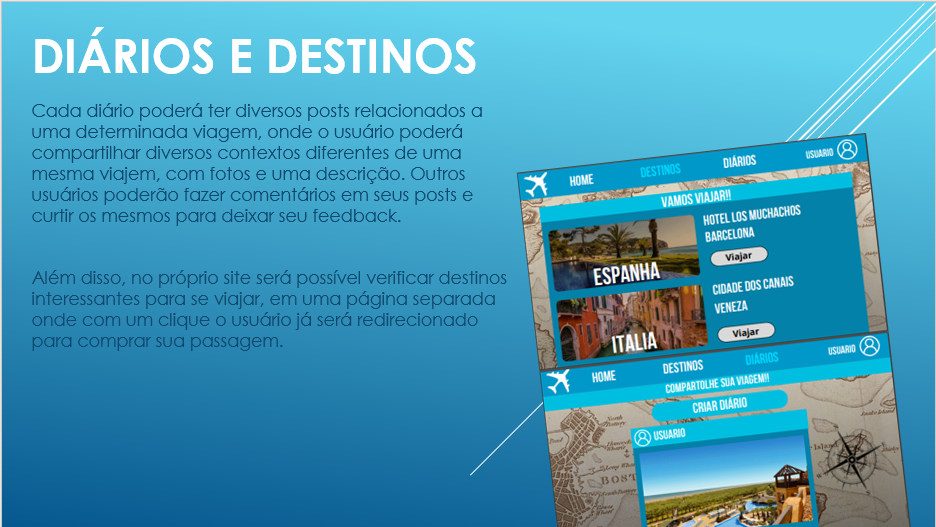 DIÁRIOS E DESTINOS
Cada diário poderá ter diversos posts relacionados a
uma determinada viagem, onde o usuário poderá
compartilhar diversos contextos diferentes de uma
mesma viajem, com fotos e uma descrição. Outros
usuários poderão fazer comentários em seus posts e
curtir os mesmos para deixar seu feedback.
Além disso, no próprio site será possível verificar destinos
interessantes para se viajar, em uma página separada
onde com um clique o usuário já será redirecionado
para comprar sua passagem.
HOME DESTINOS DIÁRIOS USUARIO
VAMOS VIAJAR!!
ESPANHA
HOTEL LOS MUCHACHOS
BARCELONA
Viajar
ITALIA
CIDADE DOS CANAIS
VENEZA
Viajar
HOME DESTINOS DIÁRIOS USUARIO
COMPARTOLHE SUA VIAGEM!!
CRIAR DIÁRIO
USUARIO
BOST